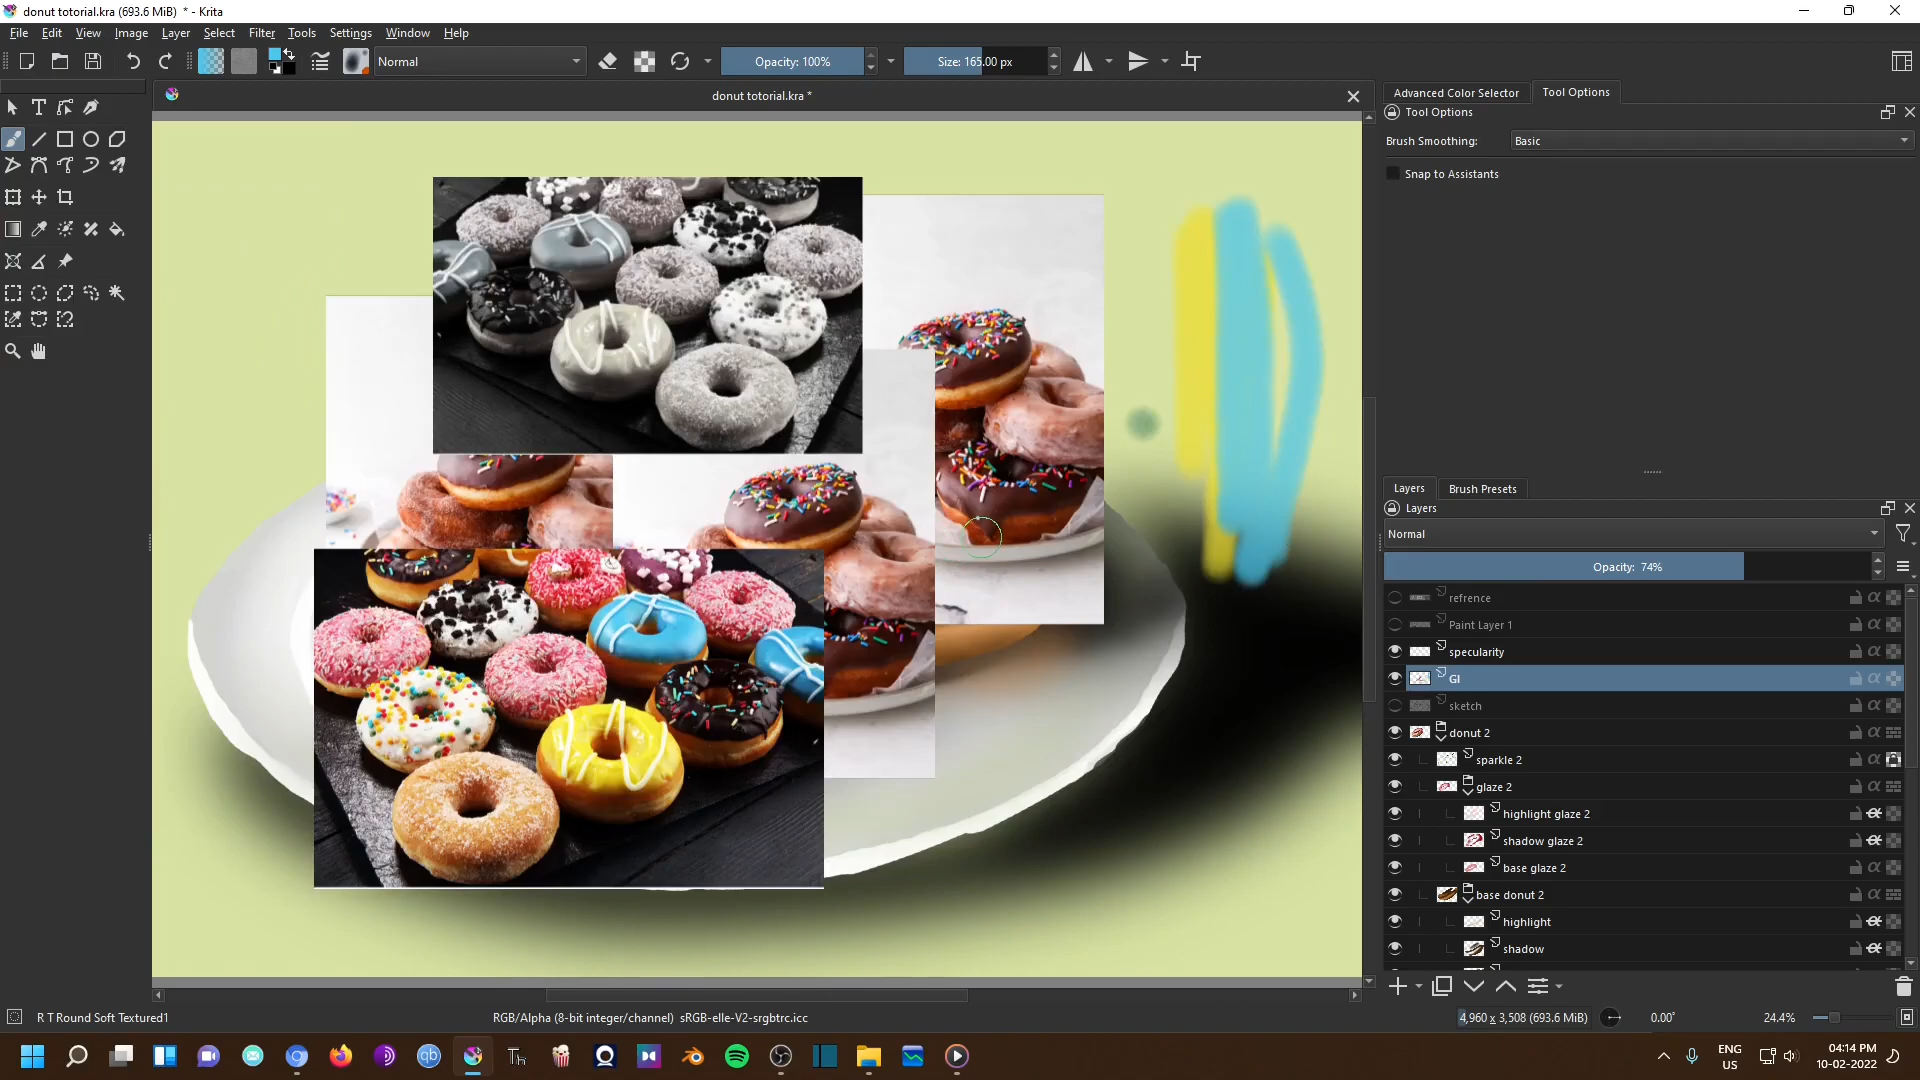 donut totorial.kra (693.6 MiB)  * - Krita
File Edit View Image Layer Select Filter Tools Settings Window Help
Normal
Opacity: 100%
Size: 165.00 px
donut totorial.kra *
Advanced Color Selector
Tool Options
Tool Options
Brush Smoothing:
Basic
Snap to Assistants
Layers
Brush Presets
Layers
Normal
Opacity: 74%
refrence
Paint Layer 1
specularity
GI
sketch
donut 2
sparkle 2
glaze 2
highlight glaze 2
shadow glaze 2
base glaze 2
base donut 2
highlight
shadow
R T Round Soft Textured1
RGB/Alpha (8-bit integer/channel)  sRGB-elle-V2-srgbtrc.icc
4,960 x 3,508 (693.6 MiB)
0.00°
24.4%
ENG
US
04:14 PM
10-02-2022